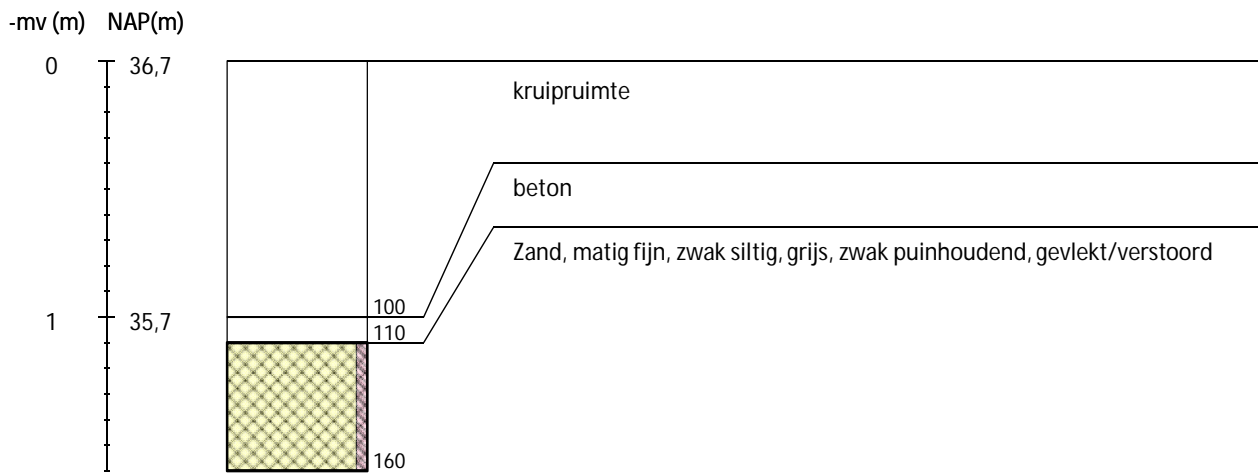 -mv (m) NAP(m)
0 36,7
kruipruimte
beton
Zand, matig fijn, zwak siltig, grijs, zwak puinhoudend, gevlekt/verstoord
100
1 35,7
110
160